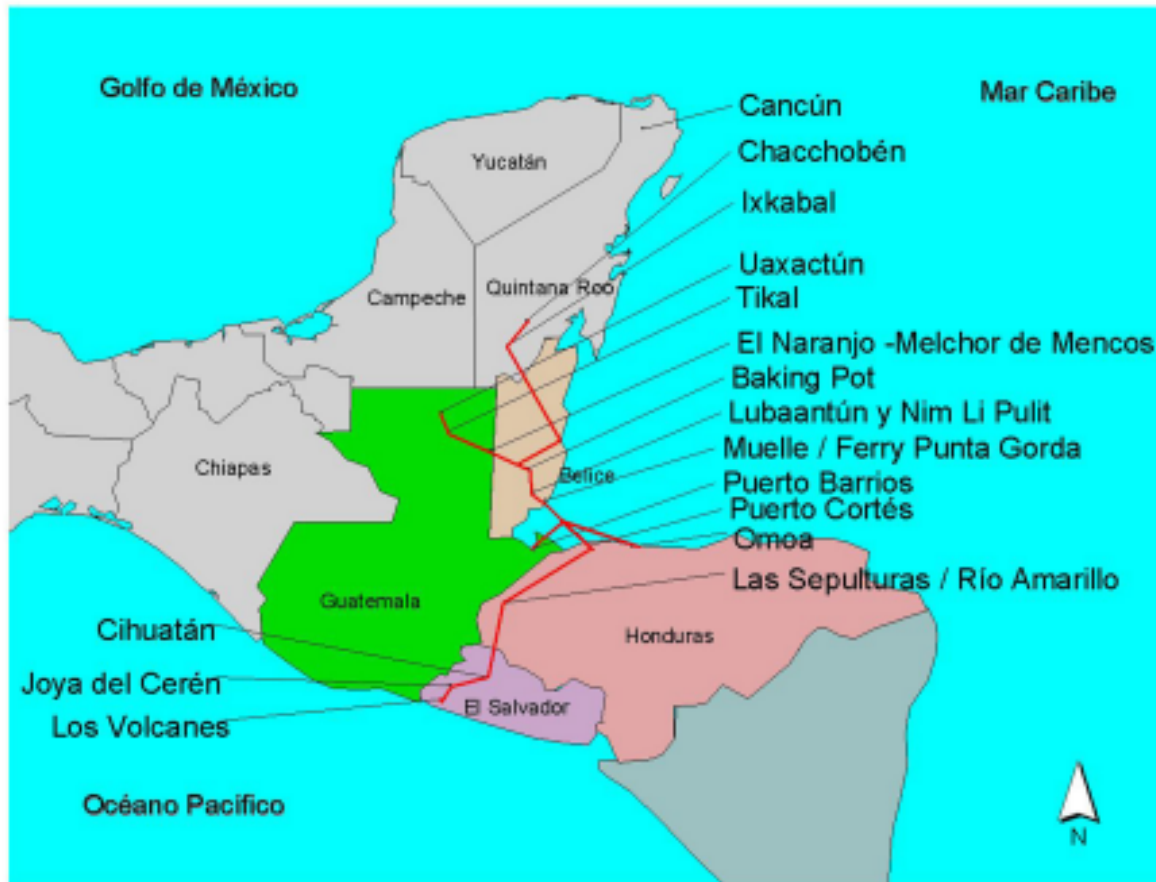 Golfo de México
Mar Caribe
Cancún
Chacchobén
Yucatán
Ixkabal
Uaxactún
Quintana Roo
Campeche
Tikal
El Naranjo -Melchor de Mencos
Baking Pot
Lubaantún y Nim Li Pulit
Muelle / Ferry Punta Gorda
Chiapas
Belice
Puerto Barrios
Puerto Cortés
Omoa
Las Sepulturas / Río Amarillo
Guatemala
Cihuatán
Honduras
Joya del Cerén
El Salvador
Los Volcanes
Océano Pacífico
N